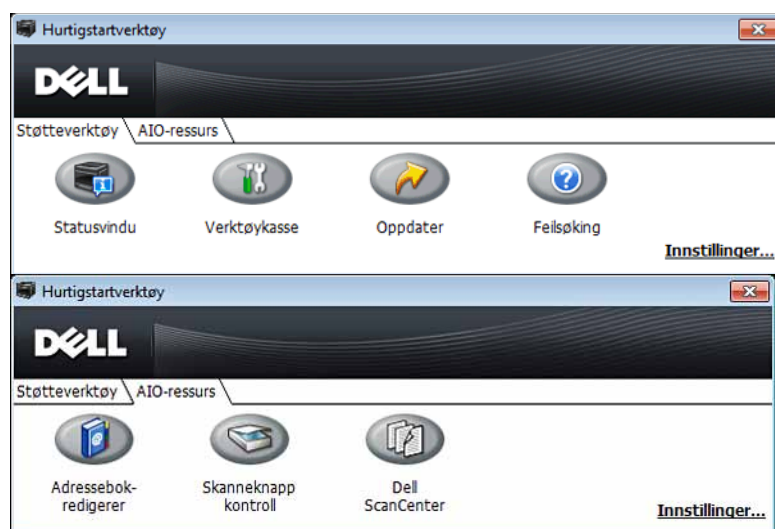 Hurtigstartverktøy
DELL
Støtteverktøy AIO-ressurs
Statusvindu Verktøykasse Oppdater Feilsøking
Innstillinger...
Hurtigstartverktøy
DELL
Støtteverktøy AIO-ressurs
Adressebok- Skanneknapp Dell
redigerer kontroll ScanCenter
Innstillinger...